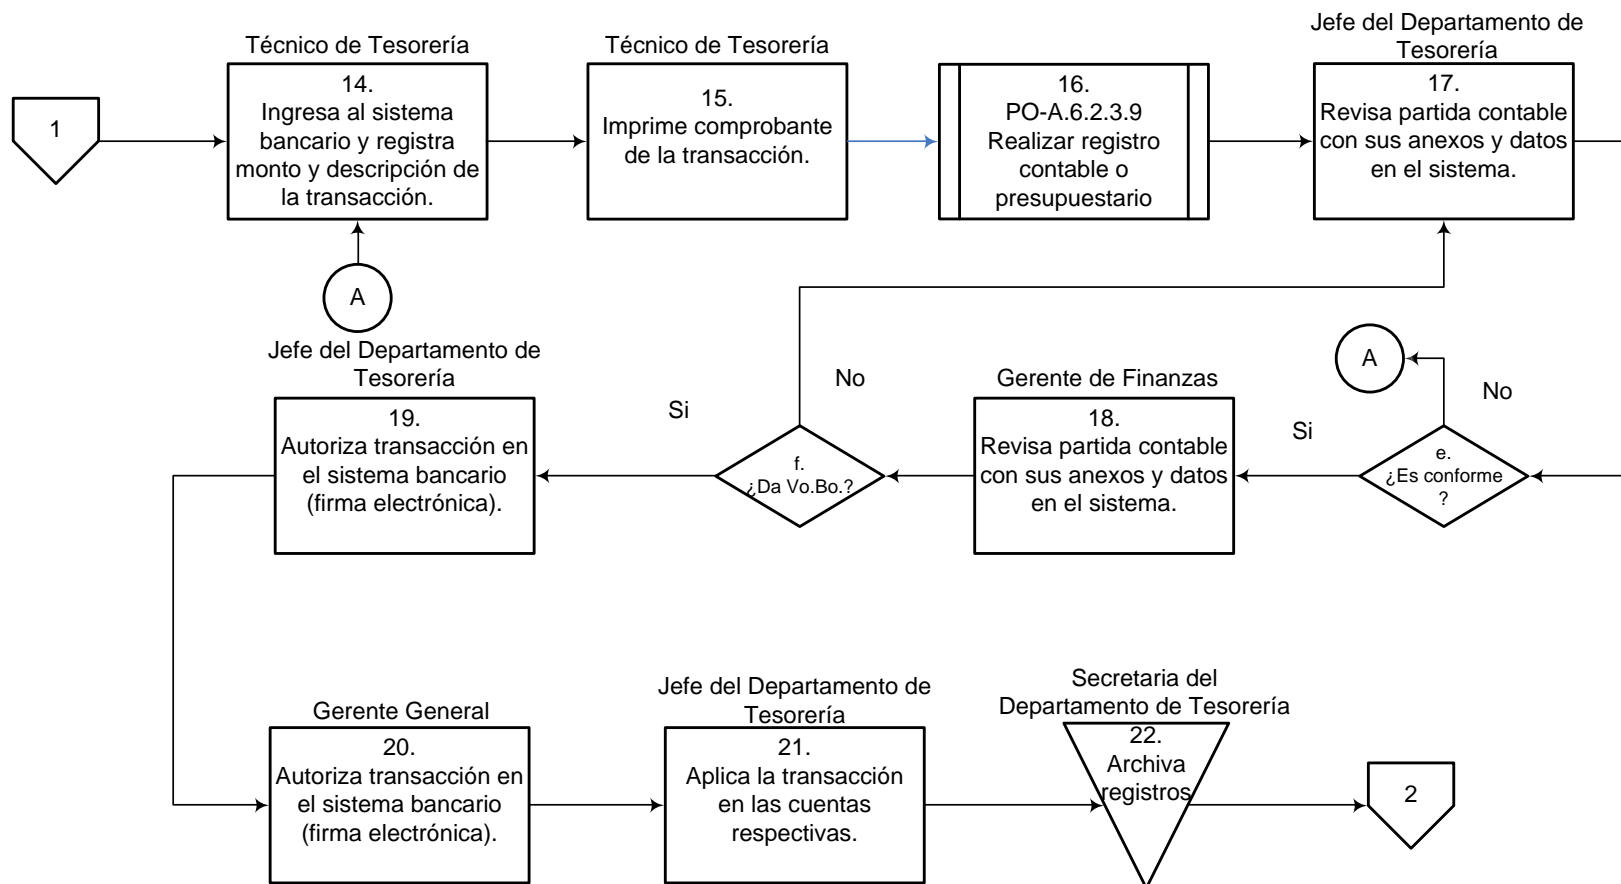 1
Técnico de Tesorería
14.
Ingresa al sistema
bancario y registra
monto y descripción de
la transacción.
A
Técnico de Tesorería
15.
Imprime comprobante
de la transacción.
16.
PO-A.6.2.3.9
Realizar registro
contable o
presupuestario
Jefe del Departamento de
Tesorería
17.
Revisa partida contable
con sus anexos y datos
en el sistema.
A
No
e.
¿Es conforme
?
Si
Gerente de Finanzas
18.
Revisa partida contable
con sus anexos y datos
en el sistema.
No
f.
¿Da Vo.Bo.?
Si
Jefe del Departamento de
Tesorería
19.
Autoriza transacción en
el sistema bancario
(firma electrónica).
Gerente General
20.
Autoriza transacción en
el sistema bancario
(firma electrónica).
Jefe del Departamento de
Tesorería
21.
Aplica la transacción
en las cuentas
respectivas.
Secretaria del
Departamento de Tesorería
22.
Archiva
registros
2